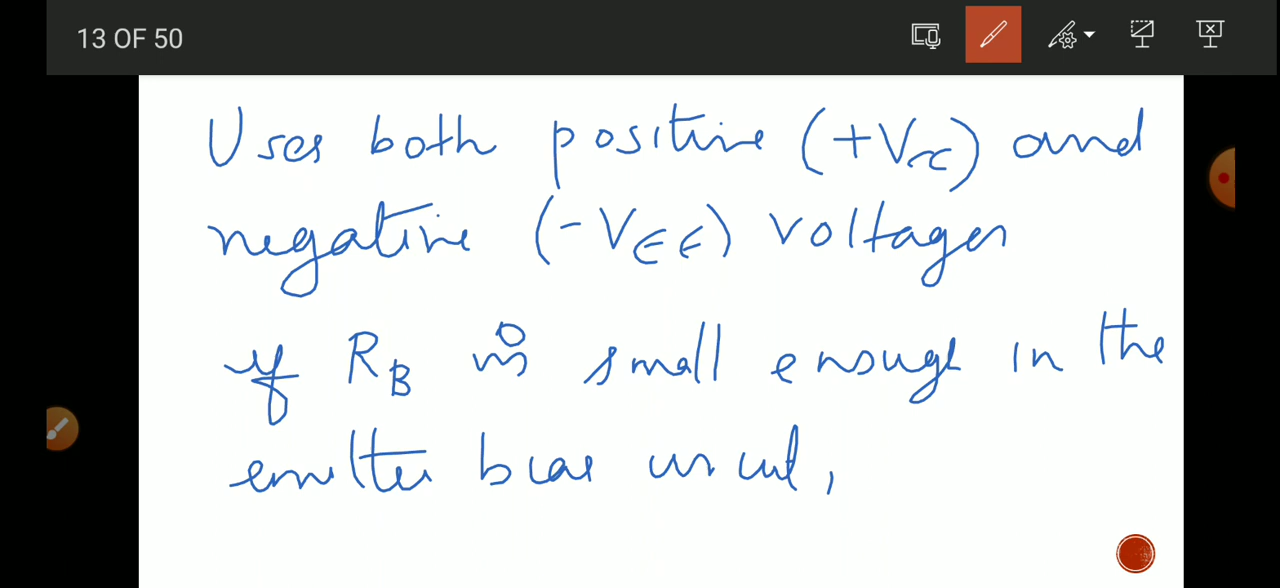 13 OF 50
Uses both positive (+Vcc) and
negative (-VEE) voltages
if RB is small enough in the
emitter bias circuit,